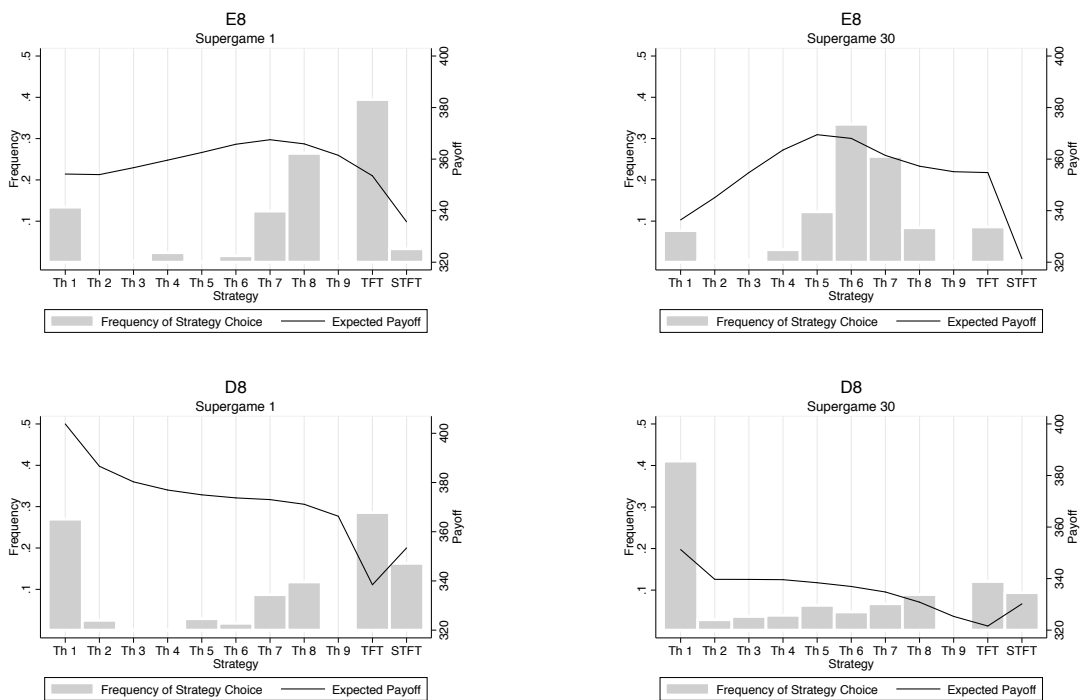 E8
Supergame 1
.5
.4
.3
.2
.1
Frequency
400
380
360
340
320
Payoff
Th 1 Th 2 Th 3 Th 4 Th 5 Th 6 Th 7 Th 8 Th 9 TFT STFT
Strategy
Frequency of Strategy Choice Expected Payoff
E8
Supergame 30
.5
.4
.3
.2
.1
Frequency
400
380
360
340
320
Payoff
Th 1 Th 2 Th 3 Th 4 Th 5 Th 6 Th 7 Th 8 Th 9 TFT STFT
Strategy
Frequency of Strategy Choice Expected Payoff
D8
Supergame 1
.5
.4
.3
.2
.1
Frequency
400
380
360
340
320
Payoff
Th 1 Th 2 Th 3 Th 4 Th 5 Th 6 Th 7 Th 8 Th 9 TFT STFT
Strategy
Frequency of Strategy Choice Expected Payoff
D8
Supergame 30
.5
.4
.3
.2
.1
Frequency
400
380
360
340
320
Payoff
Th 1 Th 2 Th 3 Th 4 Th 5 Th 6 Th 7 Th 8 Th 9 TFT STFT
Strategy
Frequency of Strategy Choice Expected Payoff